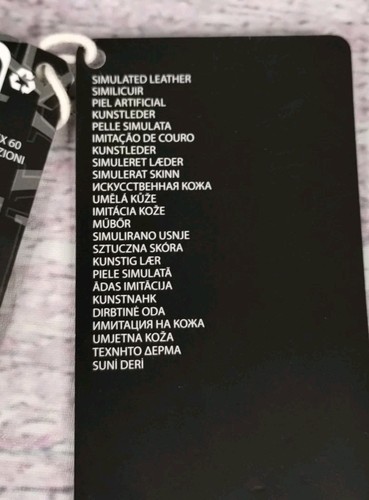 X 60
ZIONI
SIMULATED LEATHER
SIMILICUIR
PIEL ARTIFICIAL
KUNSTLEDER
PELLE SIMULATA
IMITAÇÃO DE COURO
KUNSTLEDER
SIMULERET LÆDER
SIMULERAT SKINN
ИСКУССТВЕННАЯ КОЖА
UMĚLÁ KŮŽE
IMITÁCIA KOŽE
MŰBŐR
SIMULIRANO USNJE
SZTUCZNA SKÓRA
KUNSTIG LÆR
PIELE SIMULATĂ
ĀDAS IMITĀCIJA
KUNSTNAHK
DIRBTINĖ ODA
ИМИТАЦИЯ НА КОЖА
UMJETNA KOŽA
ΤΕΧΝΗΤΟ ΔΕΡΜΑ
SUNİ DERİ